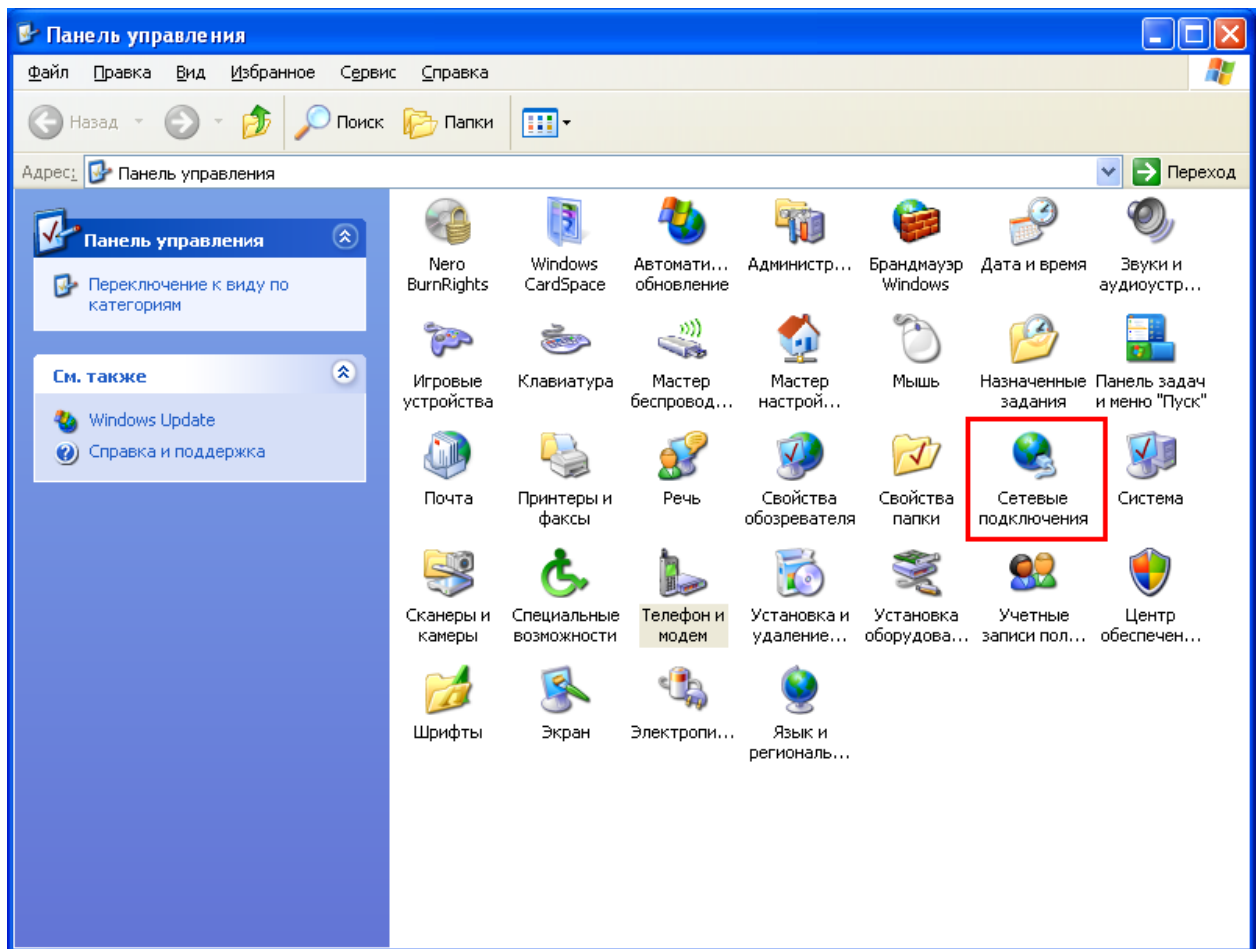 Панель управления
Файл Правка Вид Избранное Сервис Справка
Назад Поиск Папки
Адрес: Панель управления Переход
Панель управления
Переключение к виду по
категориям
См. также
Windows Update
Справка и поддержка
Nero
BurnRights
Windows
CardSpace
Автомати...
обновление
Администр...
Брандмауэр
Windows
Дата и время
Звуки и
аудиоустр...
Игровые
устройства
Клавиатура
Мастер
беспровод...
Мастер
настрой...
Мышь
Назначенные
задания
Панель задач
и меню "Пуск"
Почта
Принтеры и
факсы
Речь
Свойства
обозревателя
Свойства
папки
Сетевые
подключения
Система
Сканеры и
камеры
Специальные
возможности
Телефон и
модем
Установка и
удаление...
Установка
оборудова...
Учетные
записи пол...
Центр
обеспечен...
Шрифты
Экран
Электропи...
Язык и
региональ...